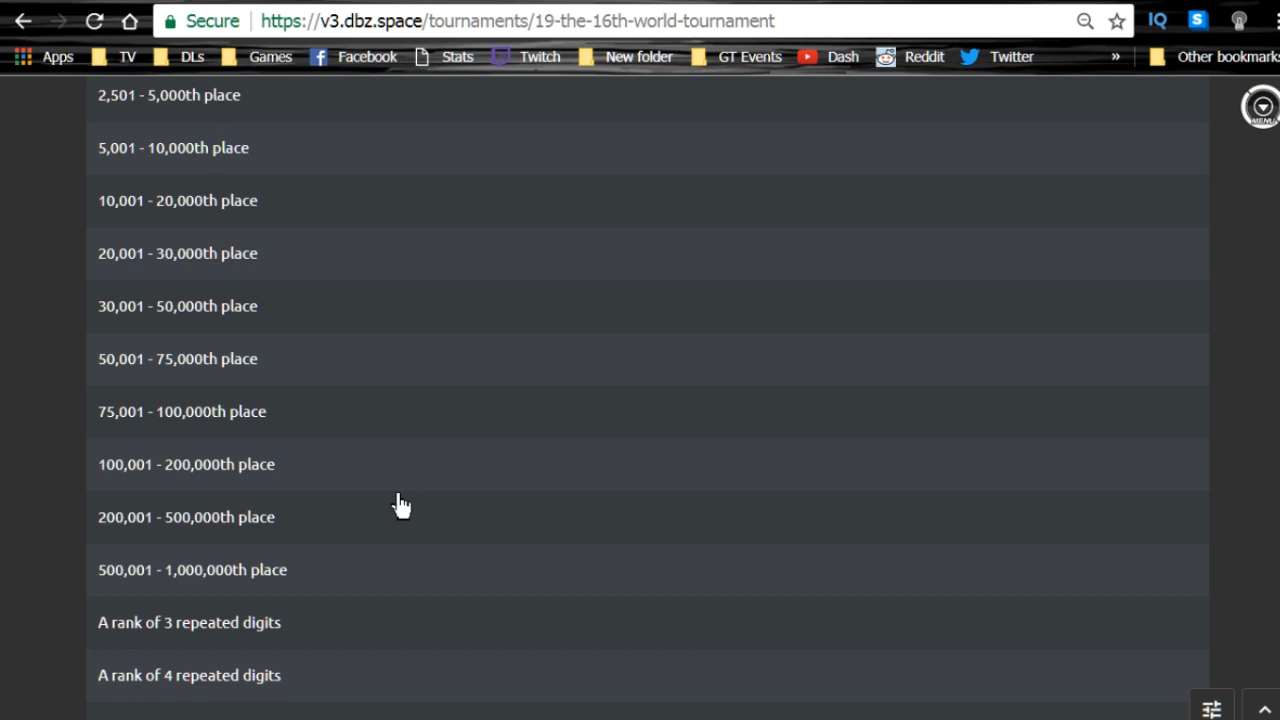 Secure https://v3.dbz.space/tournaments/19-the-16th-world-tournament IQ S
Apps TV DLs Games Facebook Stats Twitch New folder GT Events Dash Reddit Twitter » Other bookmarks
2,501 - 5,000th place
MENU
5,001 - 10,000th place
10,001 - 20,000th place
20,001 - 30,000th place
30,001 - 50,000th place
50,001 - 75,000th place
75,001 - 100,000th place
100,001 - 200,000th place
200,001 - 500,000th place
500,001 - 1,000,000th place
A rank of 3 repeated digits
A rank of 4 repeated digits